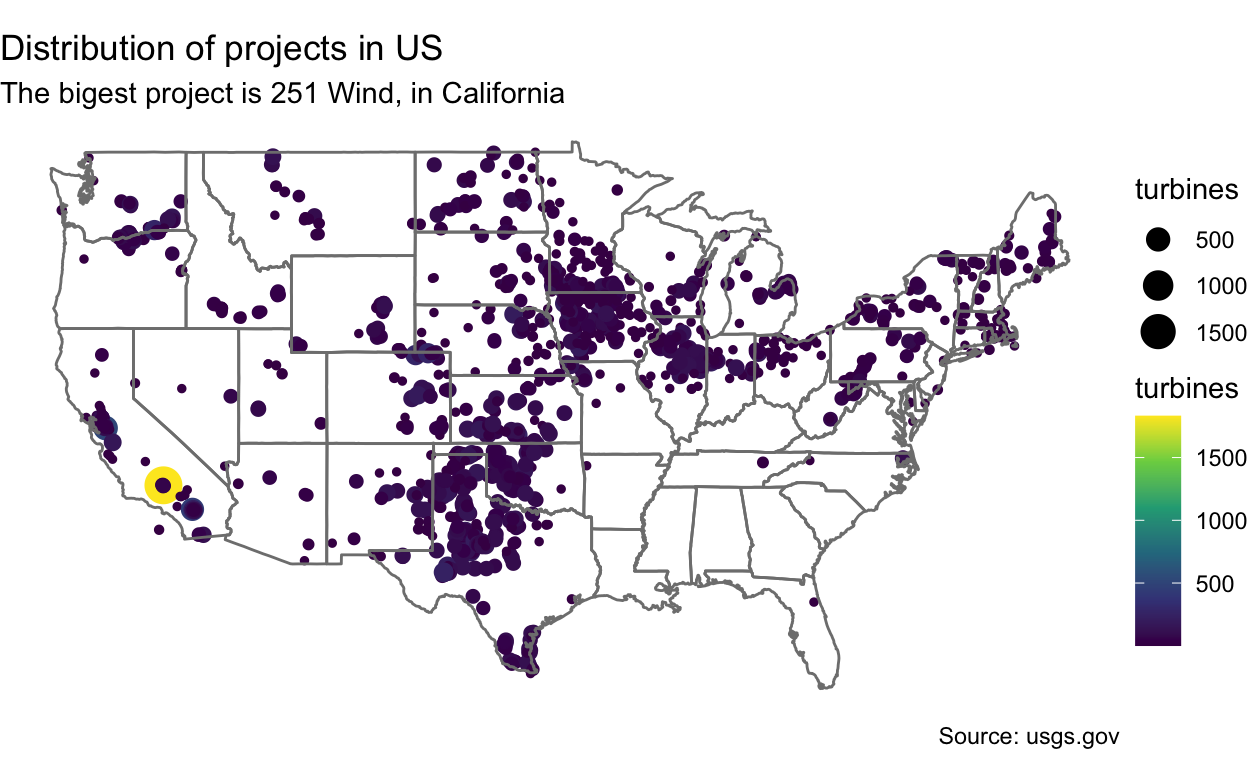 Distribution of projects in US
The bigest project is 251 Wind, in California
turbines
500
1000
1500
turbines
1500
1000
500
Source: usgs.gov